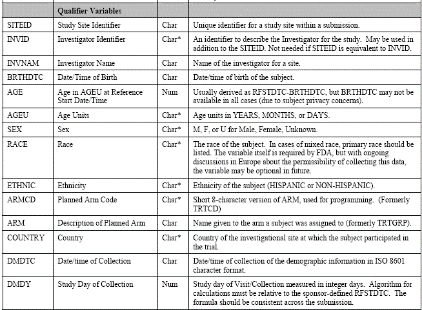 Qualifier Variables
SITEID Study Site Identifier Char Unique identifier for a study site within a submission.
INVID Investigator Identifier Char* An identifier to describe the Investigator for the study. May be used in
addition to the SITEID. Not needed if SITEID is equivalent to INVID.
INVNAM Investigator Name Char Name of the investigator for a site.
BRTHDTC Date/Time of Birth Char Date/time of birth of the subject.
AGE Age in AGEU at Reference Num Usually derived as RFSTDTC-BRTHDTC, but BRTHDTC may not be
Start Date/Time available in all cases (due to subject privacy concerns).
AGEU Age Units Char* Age units in YEARS, MONTHS, or DAYS.
SEX Sex Char* M, F, or U for Male, Female, Unknown.
RACE Race Char* The race of the subject. In cases of mixed race, primary race should be
listed. The variable itself is required by FDA, but with ongoing
discussions in Europe about the permissability of collecting this data,
the variable may be optional in future.
ETHNIC Ethnicity Char* Ethnicity of the subject (HISPANIC or NON-HISPANIC).
ARMCD Planned Arm Code Char* Short 8-character version of ARM, used for programming. (Formerly
TRTCD)
ARM Description of Planned Arm Char Name given to the arm a subject was assigned to (formerly TRTGRP).
COUNTRY Country Char* Country of the investigational site at which the subject participated in
the trial.
DMDTC Date/time of Collection Char Date/time of collection of the demographic information in ISO 8601
character format.
DMDY Study Day of Collection Num Study day of Visit/Collection measured in integer days. Algorithm for
calculations must be relative to the sponsor-defined RFSTDTC. The
formula should be consistent across the submission.